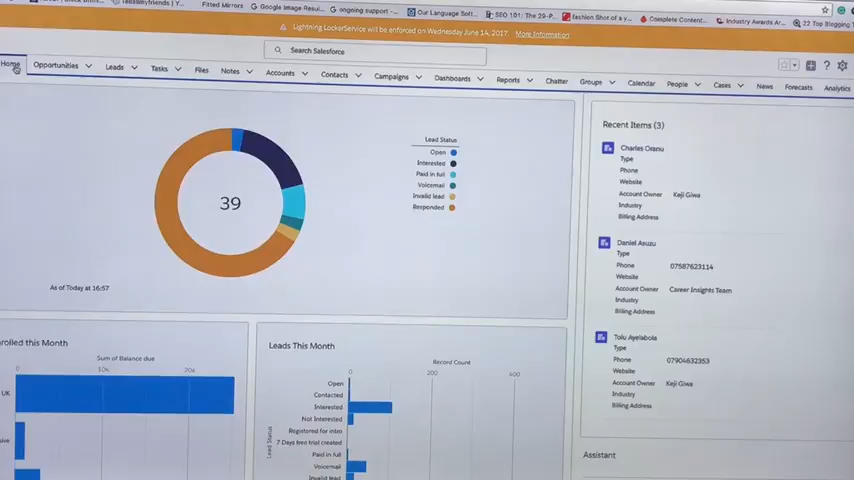 Fitted Mirrors
Google Image Resul...
ongoing support -...
Our Language Soft...
SEO 101: The 29-P...
fashion Shot of a y...
Complete Content...
Industry Awards Ar...
22 Top Blogging T
Lightning LockerService will be enforced on Wednesday June 14, 2017. More Information
Search Salesforce
Home
Opportunities
Leads
Tasks
Files
Notes
Accounts
Contacts
Campaigns
Dashboards
Reports
Chatter
Groups
Calendar
People
Cases
News
Forecasts
Analytics
Lead Status
Open
Interested
Paid in full
Voicemail
Invalid lead
Responded
39
As of Today at 16:57
Recent Items (3)
Charles Oranu
Type
Phone
Website
Account Owner Keji Giwa
Industry
Billing Address
Daniel Asuzu
Type
Phone 07587623114
Website
Account Owner Career Insights Team
Industry
Billing Address
Tolu Ayelabola
Type
Phone 07904632353
Website
Account Owner Keji Giwa
Industry
Billing Address
Assistant
rolled this Month
Sum of Balance due
0 10k 20k
UK
Leads This Month
Record Count
0 200 400
Lead Status
Open
Contacted
Interested
Not Interested
Registered for intro
7 Days free trial created
Paid in full
Voicemail
Invalid lead